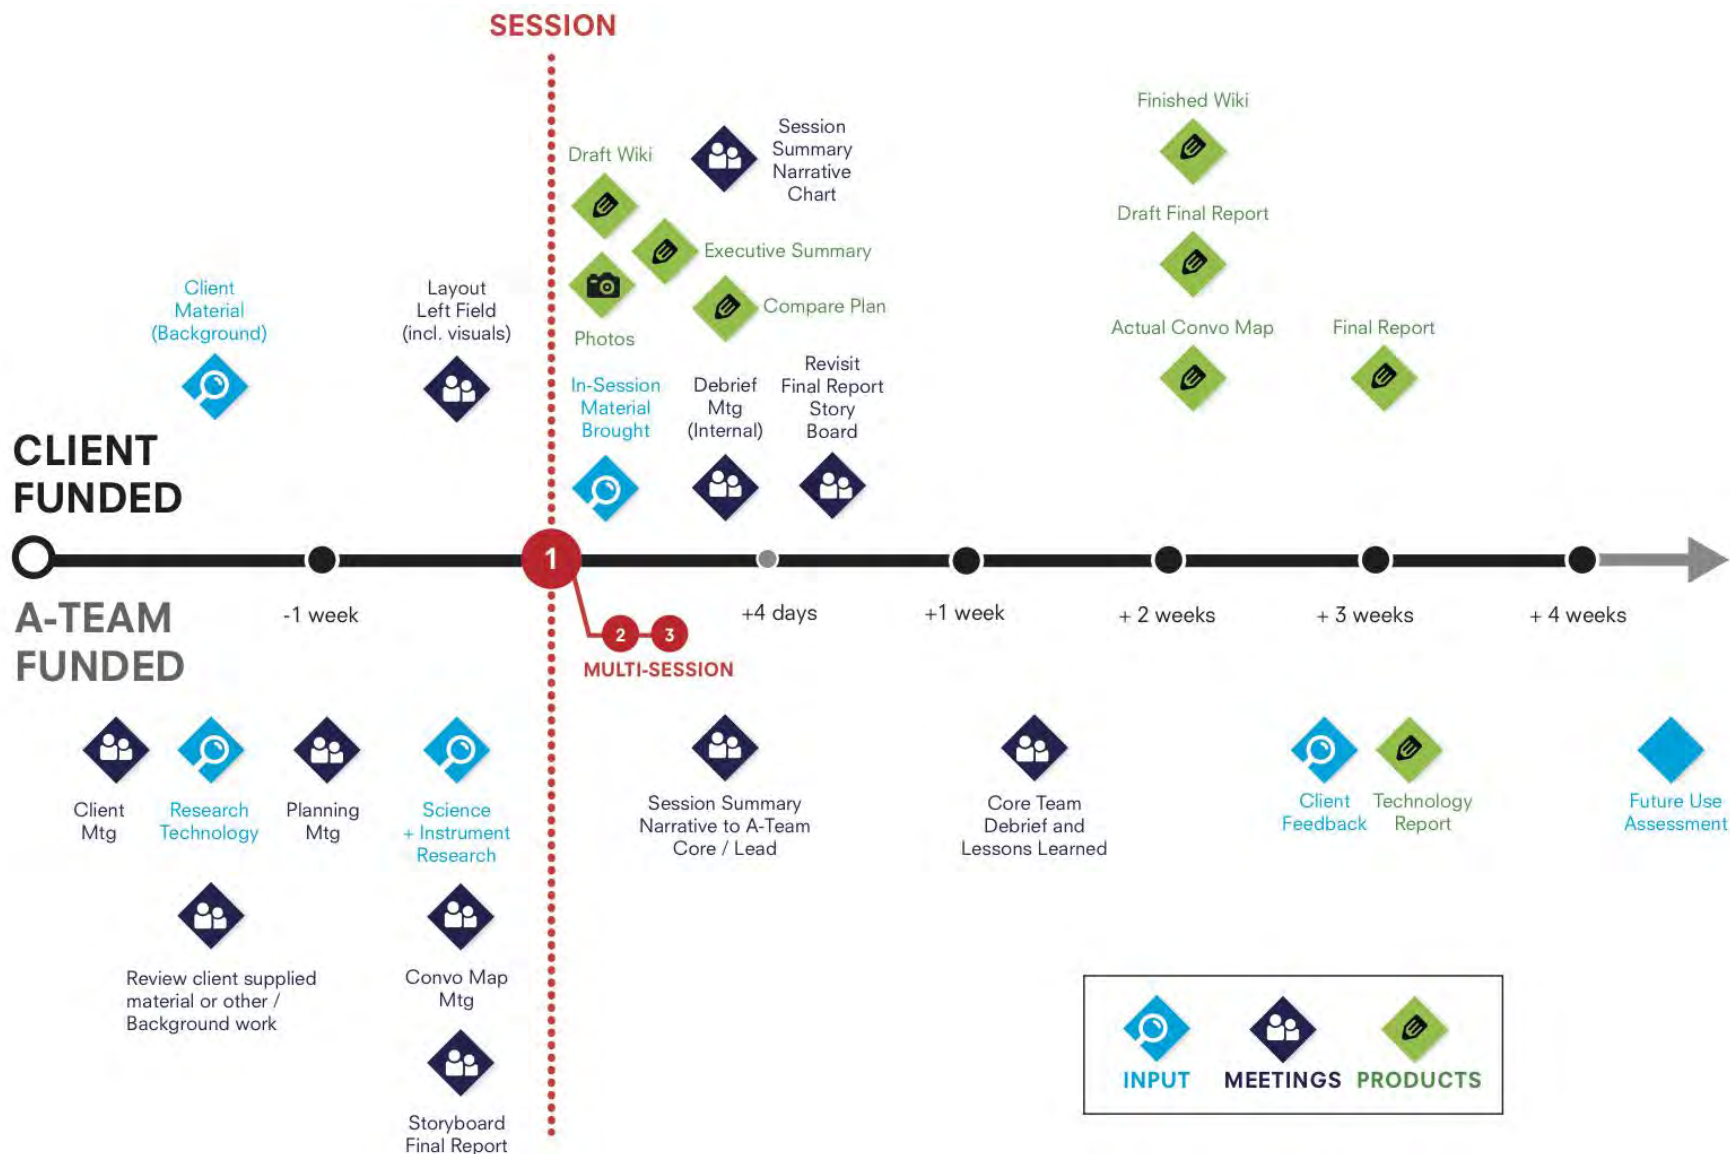 SESSION
Finished Wiki
Session
Summary
Narrative
Chart
Draft Wiki
Draft Final Report
Executive Summary
Client
Material
(Background)
Layout
Left Field
(incl. visuals)
Compare Plan
Photos
Actual Convo Map
Final Report
In-Session
Material
Brought
Debrief
Mtg
(Internal)
Revisit
Final Report
Story
Board
CLIENT
FUNDED
1
A-TEAM
FUNDED
-1 week
+4 days
+1 week
+ 2 weeks
+ 3 weeks
+ 4 weeks
2
3
MULTI-SESSION
Client
Mtg
Research
Technology
Planning
Mtg
Science
+ Instrument
Research
Session Summary
Narrative to A-Team
Core / Lead
Core Team
Debrief and
Lessons Learned
Client
Feedback
Technology
Report
Future Use
Assessment
Review client supplied
material or other /
Background work
Convo Map
Mtg
Storyboard
Final Report
INPUT
MEETINGS
PRODUCTS